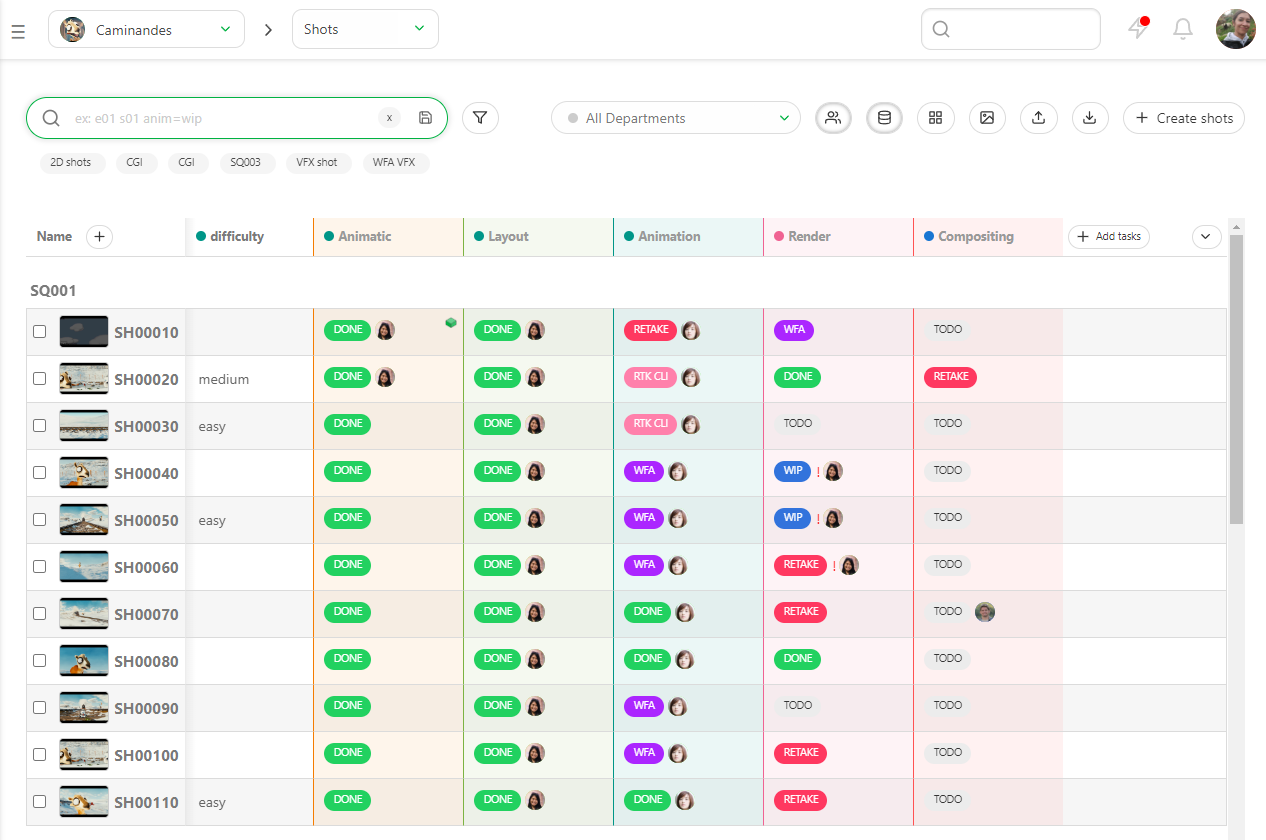 Caminandes Shots
ex: e01 s01 anim=wip x All Departments Create shots
2D shots CGI CGI SQ003 VFX shot WFA VFX
Name difficulty Animatic Layout Animation Render Compositing Add tasks
SQ001
SH00010 DONE DONE RETAKE WFA TODO
SH00020 medium DONE DONE RTK CLI DONE RETAKE
SH00030 easy DONE DONE RTK CLI TODO TODO
SH00040 DONE DONE WFA WIP ! TODO
SH00050 easy DONE DONE WFA WIP ! TODO
SH00060 DONE DONE WFA RETAKE ! TODO
SH00070 DONE DONE DONE RETAKE TODO
SH00080 DONE DONE DONE DONE TODO
SH00090 DONE DONE WFA TODO TODO
SH00100 DONE DONE WFA RETAKE TODO
SH00110 easy DONE DONE DONE RETAKE TODO